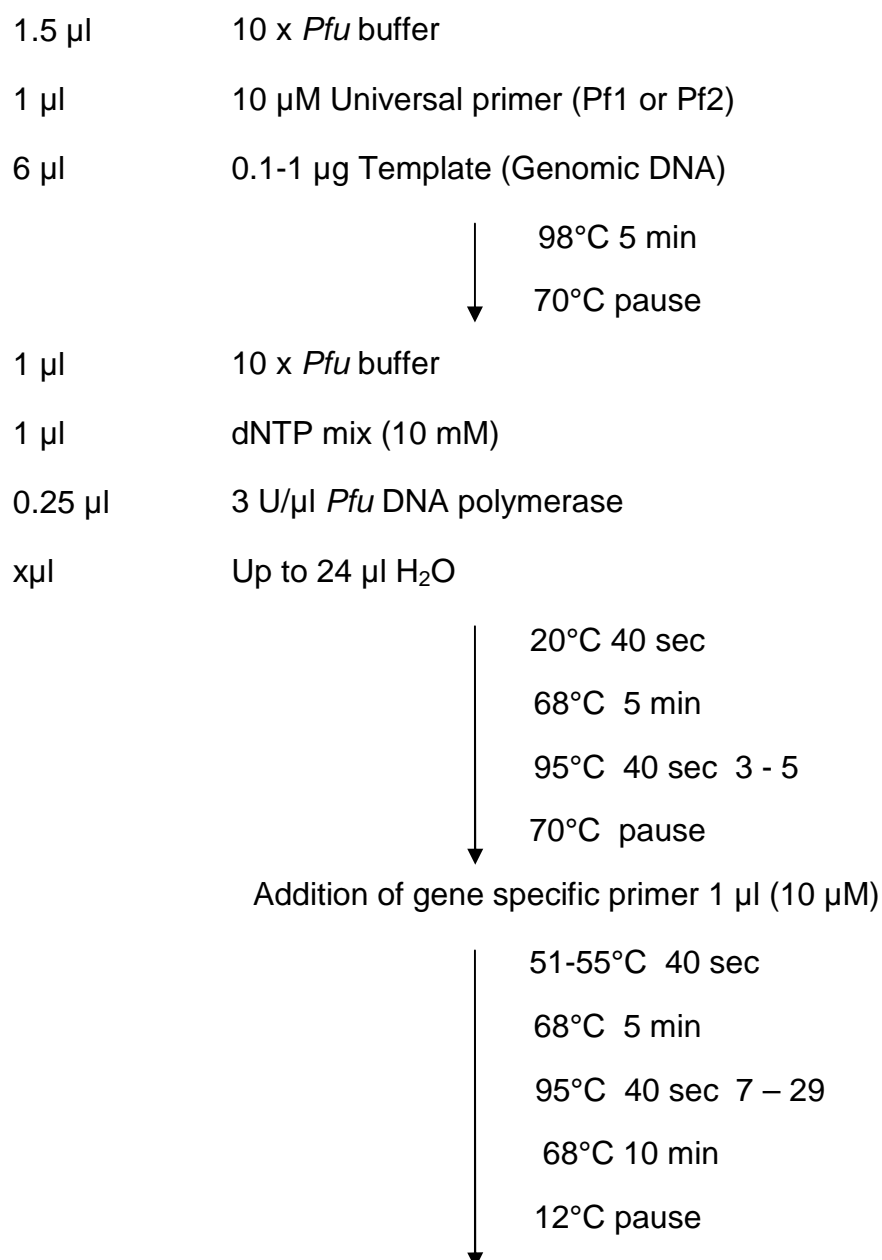 1.5 µl 10 x Pfu buffer
1 µl 10 µM Universal primer (Pf1 or Pf2)
6 µl 0.1-1 µg Template (Genomic DNA)
98°C 5 min
70°C pause
1 µl 10 x Pfu buffer
1 µl dNTP mix (10 mM)
0.25 µl 3 U/µl Pfu DNA polymerase
xµl Up to 24 µl H₂O
20°C 40 sec
68°C 5 min
95°C 40 sec 3 - 5
70°C pause
Addition of gene specific primer 1 µl (10 µM)
51-55°C 40 sec
68°C 5 min
95°C 40 sec 7 – 29
68°C 10 min
12°C pause